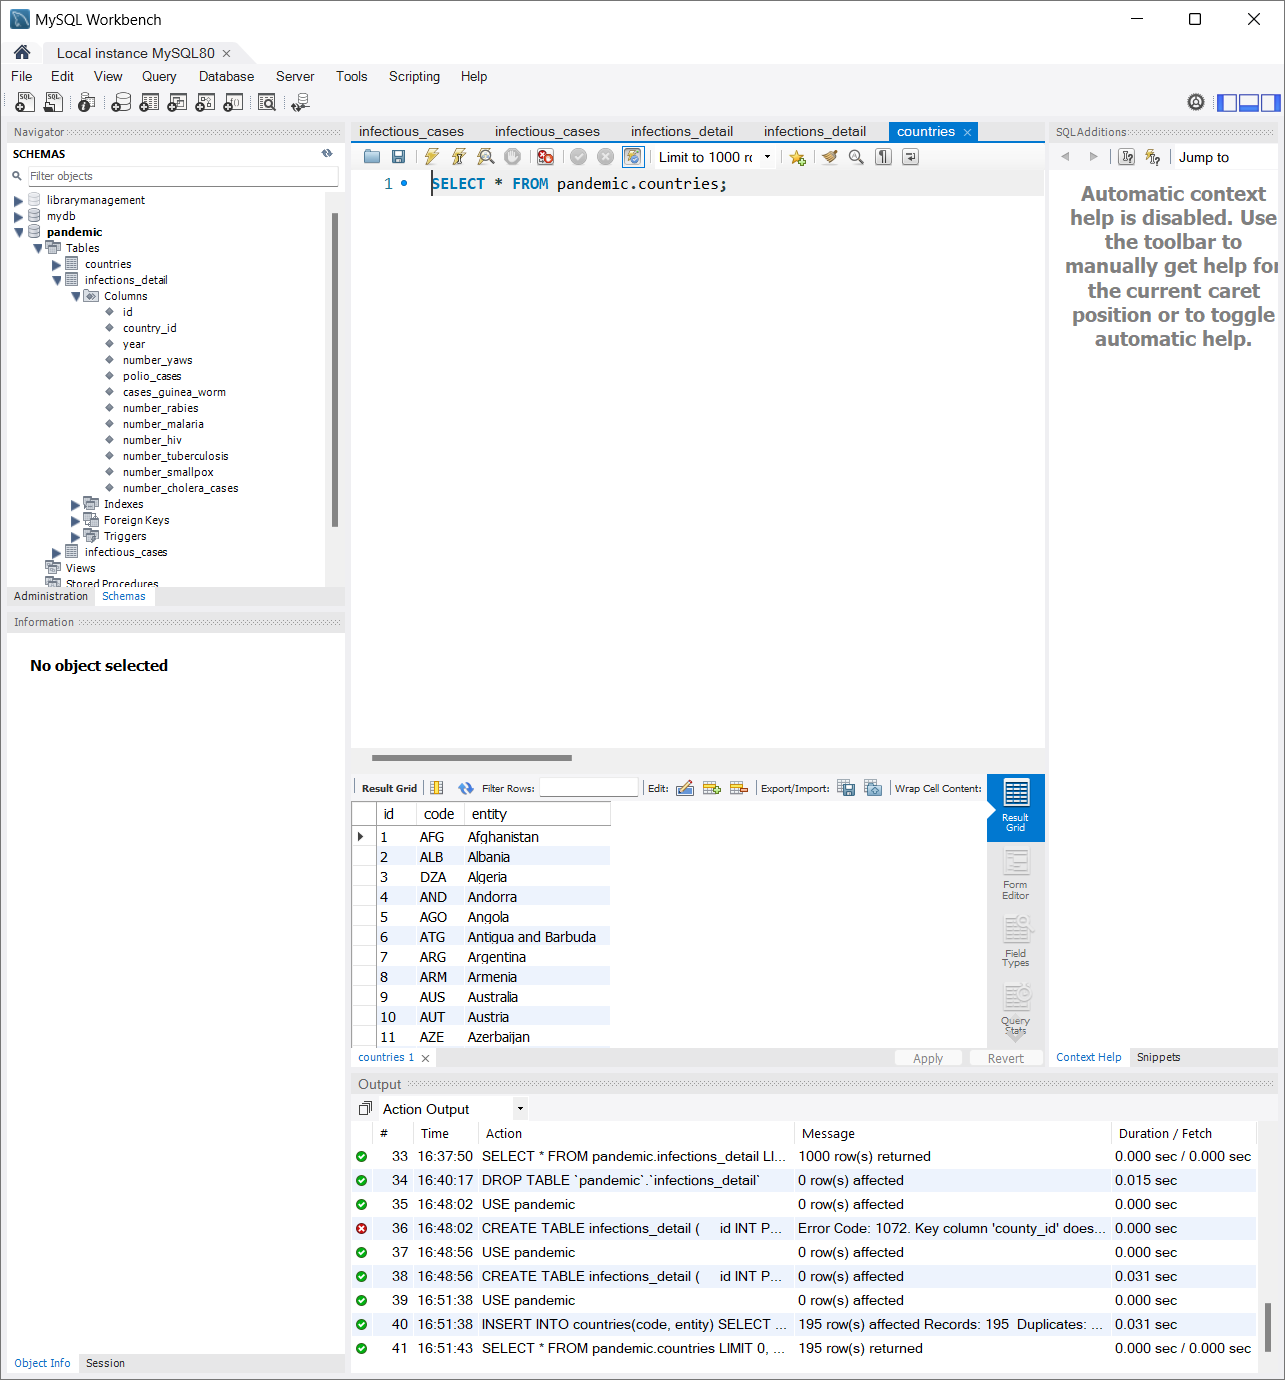 MySQL Workbench
Local instance MySQL80
File Edit View Query Database Server Tools Scripting Help
Navigator
SCHEMAS
Filter objects
librarymanagement
mydb
pandemic
Tables
countries
infections_detail
Columns
id
country_id
year
number_yaws
polio_cases
cases_guinea_worm
number_rabies
number_malaria
number_hiv
number_tuberculosis
number_smallpox
number_cholera_cases
Indexes
Foreign Keys
Triggers
infectious_cases
Views
Stored Procedures
Administration Schemas
Information
No object selected
Object Info Session
infectious_cases infectious_cases infections_detail infections_detail countries
Limit to 1000 rc
1 SELECT * FROM pandemic.countries;
Result Grid Filter Rows: Edit: Export/Import: Wrap Cell Content:
id code entity
1 AFG Afghanistan
2 ALB Albania
3 DZA Algeria
4 AND Andorra
5 AGO Angola
6 ATG Antigua and Barbuda
7 ARG Argentina
8 ARM Armenia
9 AUS Australia
10 AUT Austria
11 AZE Azerbaijan
Result
Grid
Form
Editor
Field
Types
Query
Stats
countries 1
Apply Revert
SQLAdditions
Jump to
Automatic context
help is disabled. Use
the toolbar to
manually get help for
the current caret
position or to toggle
automatic help.
Context Help Snippets
Output
Action Output
# Time Action Message Duration / Fetch
33 16:37:50 SELECT * FROM pandemic.infections_detail LI... 1000 row(s) returned 0.000 sec / 0.000 sec
34 16:40:17 DROP TABLE `pandemic`.`infections_detail` 0 row(s) affected 0.015 sec
35 16:48:02 USE pandemic 0 row(s) affected 0.000 sec
36 16:48:02 CREATE TABLE infections_detail ( id INT P... Error Code: 1072. Key column 'county_id' does... 0.000 sec
37 16:48:56 USE pandemic 0 row(s) affected 0.000 sec
38 16:48:56 CREATE TABLE infections_detail ( id INT P... 0 row(s) affected 0.031 sec
39 16:51:38 USE pandemic 0 row(s) affected 0.000 sec
40 16:51:38 INSERT INTO countries(code, entity) SELECT ... 195 row(s) affected Records: 195 Duplicates: ... 0.031 sec
41 16:51:43 SELECT * FROM pandemic.countries LIMIT 0, ... 195 row(s) returned 0.000 sec / 0.000 sec